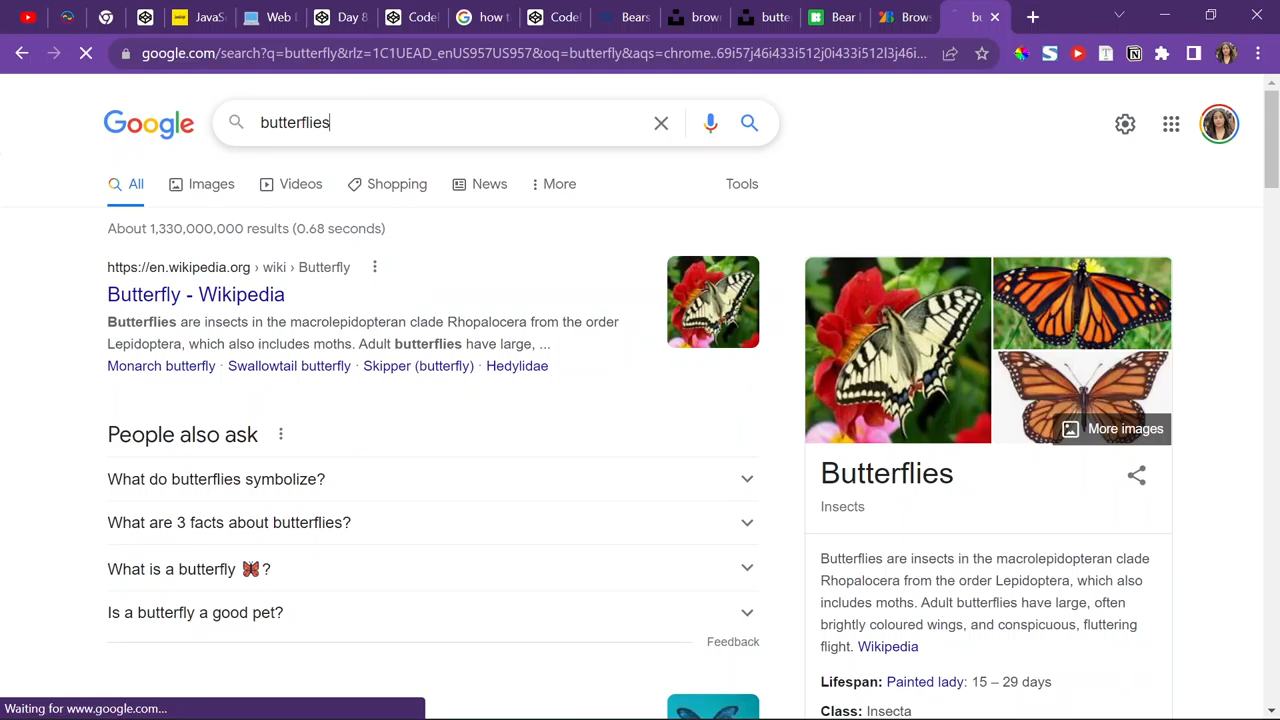 JavaS
Web D
Day 8
Codel
how t
Codel
Bears
brow
butte
Bear I
Brow
bu
google.com/search?q=butterfly&rlz=1C1UEAD_enUS957US957&oq=butterfly&aqs=chrome..69i57j46i433i512j0i433i512l3j46i...
Google
butterflies
All
Images
Videos
Shopping
News
More
Tools
About 1,330,000,000 results (0.68 seconds)
https://en.wikipedia.org › wiki › Butterfly
Butterfly - Wikipedia
Butterflies are insects in the macrolepidopteran clade Rhopalocera from the order
Lepidoptera, which also includes moths. Adult butterflies have large, ...
Monarch butterfly · Swallowtail butterfly · Skipper (butterfly) · Hedylidae
People also ask
What do butterflies symbolize?
What are 3 facts about butterflies?
What is a butterfly 🦋?
Is a butterfly a good pet?
Feedback
More images
Butterflies
Insects
Butterflies are insects in the macrolepidopteran clade
Rhopalocera from the order Lepidoptera, which also
includes moths. Adult butterflies have large, often
brightly coloured wings, and conspicuous, fluttering
flight. Wikipedia
Lifespan: Painted lady: 15 – 29 days
Class: Insecta
Waiting for www.google.com...